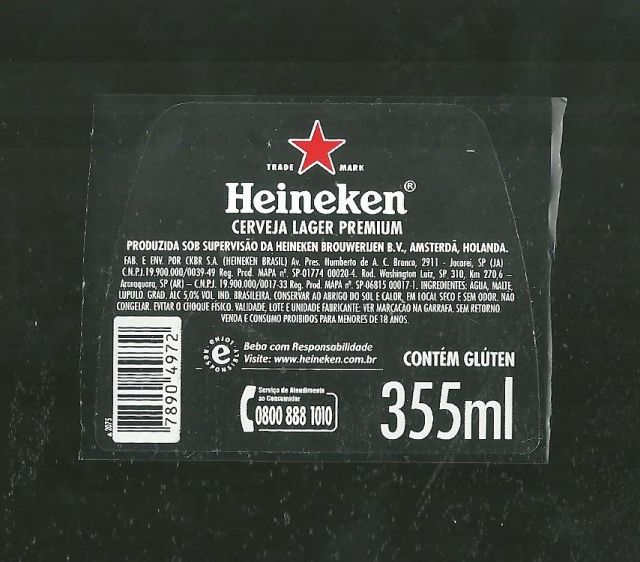 TRADE MARK
Heineken®
CERVEJA LAGER PREMIUM
PRODUZIDA SOB SUPERVISÃO DA HEINEKEN BROUWERIJEN B.V., AMSTERDÃ, HOLANDA.
FAB. E ENV. POR CKBR S.A. (HEINEKEN BRASIL) Av. Pres. Humberto de A. C. Branco, 2911 - Jacareí, SP (JA)
C.N.P.J.19.900.000/0039-49 Reg. Prod. MAPA nº. SP-01774 00020-4. Rod. Washington Luiz, SP 310, Km 270,6 –
Araraquara, SP (AR) – C.N.P.J. 19.900.000/0017-33 Reg. Prod. MAPA nº. SP-06815 00017-1. INGREDIENTES: ÁGUA, MALTE,
LÚPULO. GRAD. ALC 5,0% VOL. IND. BRASILEIRA. CONSERVAR AO ABRIGO DO SOL E CALOR, EM LOCAL SECO E SEM ODOR. NÃO
CONGELAR. EVITAR O CHOQUE FÍSICO. VALIDADE, LOTE E UNIDADE FABRICANTE: VER MARCAÇÃO NA GARRAFA. SEM RETORNO.
VENDA E CONSUMO PROIBIDOS PARA MENORES DE 18 ANOS.
ENJOY RESPONSIBLY
e
Beba com Responsabilidade
Visite: www.heineken.com.br
CONTÉM GLÚTEN
7890 4972
A 2075
Serviço de Atendimento
ao Consumidor
0800 888 1010
355ml